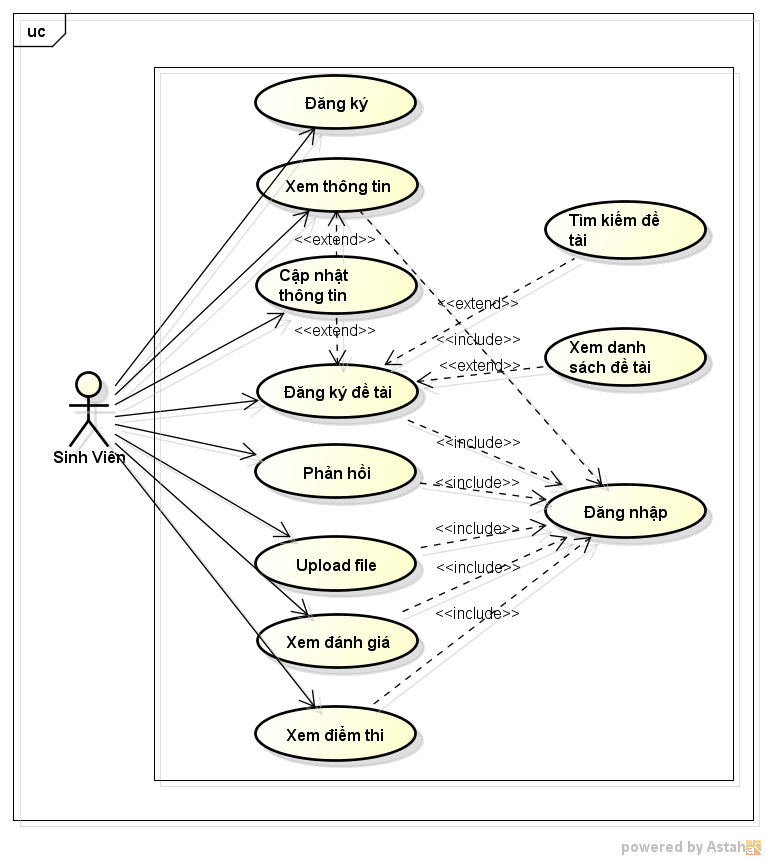 uc
Đăng ký
Xem thông tin
<<extend>>
Cập nhật
thông tin
<<extend>>
Đăng ký đề tài
Phản hồi
Upload file
Xem đánh giá
Xem điểm thi
Sinh Viên
Tìm kiếm đề
tài
<<extend>>
<<include>>
<<extend>>
Xem danh
sách đề tài
<<include>>
<<include>>
Đăng nhập
<<include>>
<<include>>
<<include>>
powered by Astah